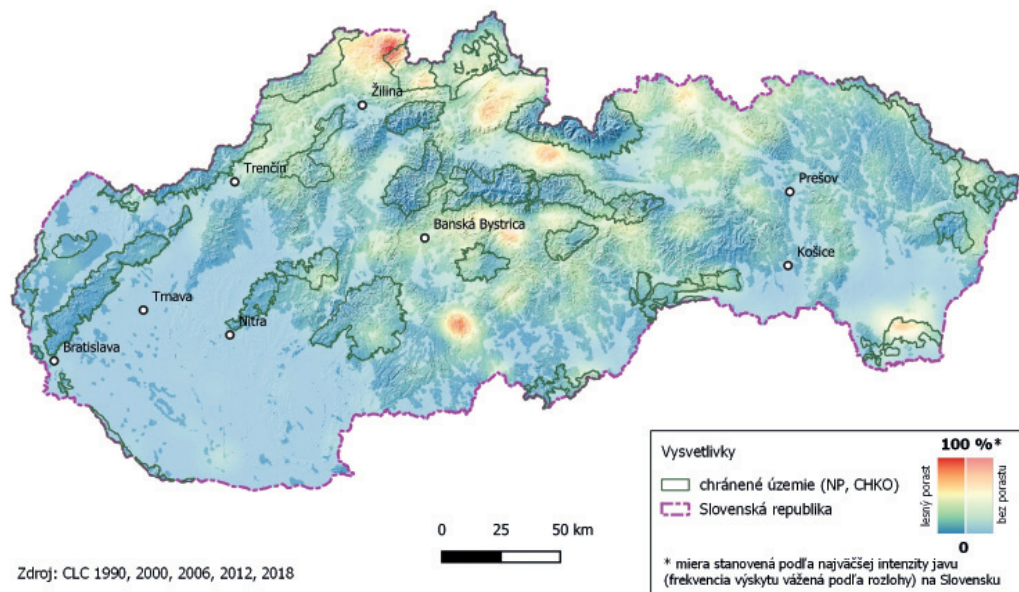 Žilina
Trenčín
Prešov
Banská Bystrica
Košice
Trnava
Nitra
Bratislava
Vysvetlivky
100 %*
chránené územie (NP, CHKO)
Slovenská republika
lesný porast
bez porastu
0
0 25 50 km
* miera stanovená podľa najväčšej intenzity javu
(frekvencia výskytu vážená podľa rozlohy) na Slovensku
Zdroj: CLC 1990, 2000, 2006, 2012, 2018